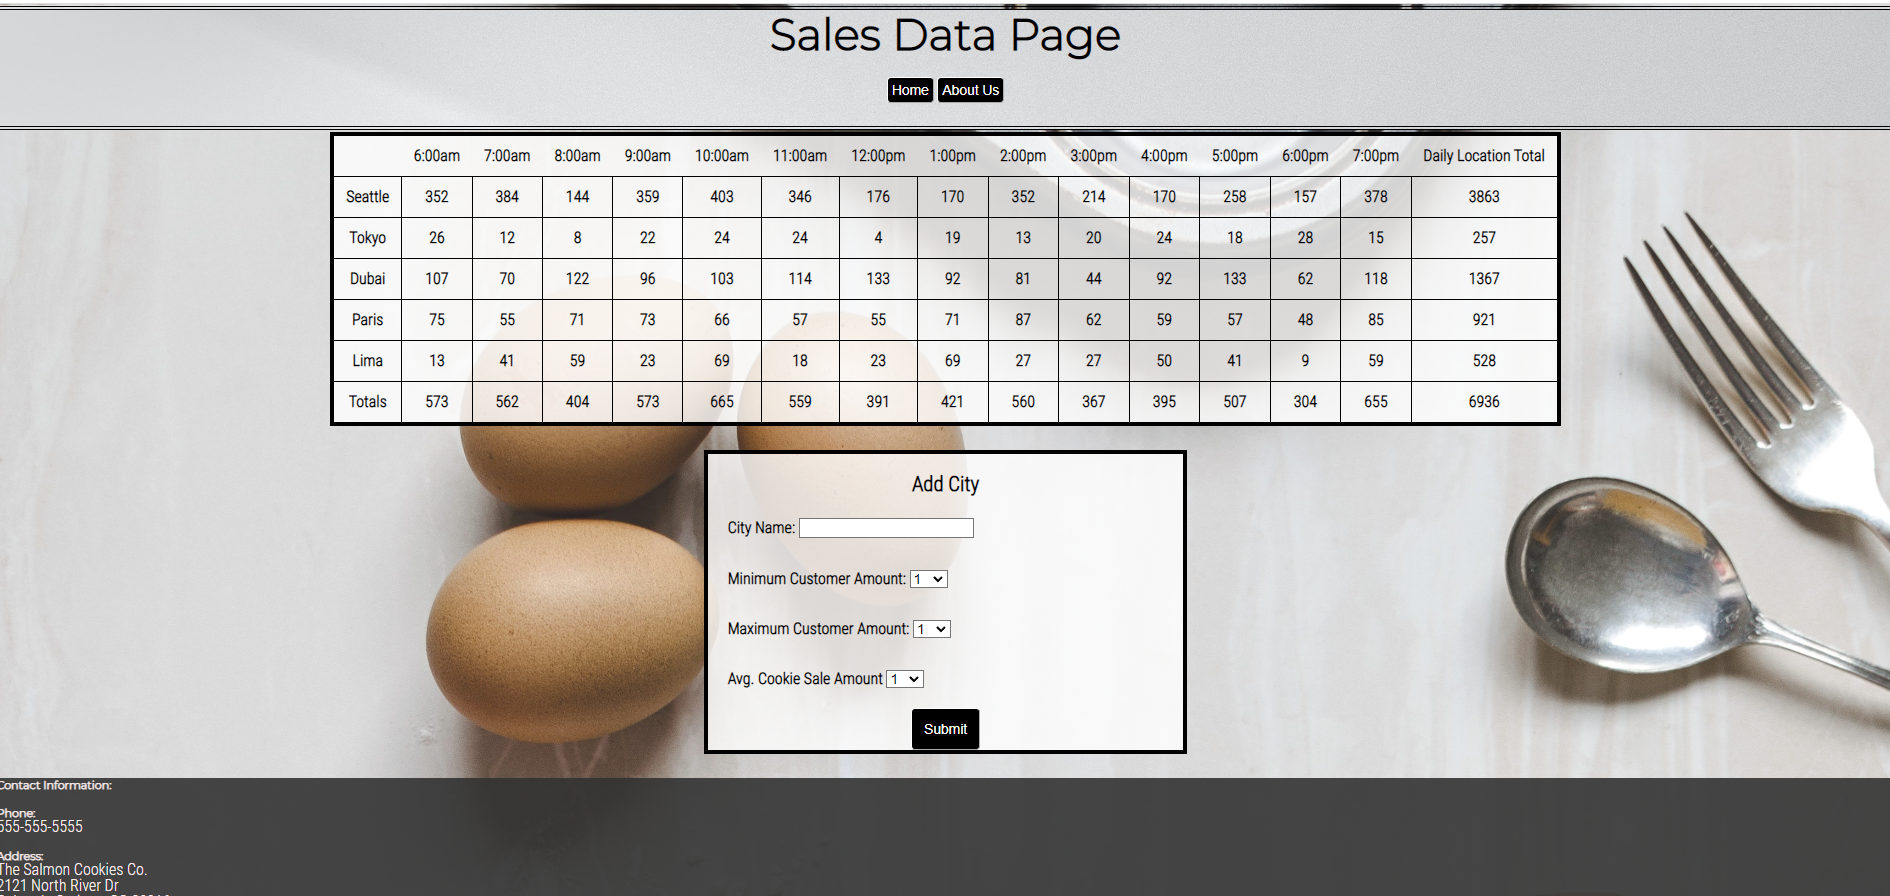 Sales Data Page
Home About Us
6:00am 7:00am 8:00am 9:00am 10:00am 11:00am 12:00pm 1:00pm 2:00pm 3:00pm 4:00pm 5:00pm 6:00pm 7:00pm Daily Location Total
Seattle 352 384 144 359 403 346 176 170 352 214 170 258 157 378 3863
Tokyo 26 12 8 22 24 24 4 19 13 20 24 18 28 15 257
Dubai 107 70 122 96 103 114 133 92 81 44 92 133 62 118 1367
Paris 75 55 71 73 66 57 55 71 87 62 59 57 48 85 921
Lima 13 41 59 23 69 18 23 69 27 27 50 41 9 59 528
Totals 573 562 404 573 665 559 391 421 560 367 395 507 304 655 6936
Add City
City Name:
Minimum Customer Amount: 1
Maximum Customer Amount: 1
Avg. Cookie Sale Amount 1
Submit
Contact Information:
Phone:
555-555-5555
Address:
The Salmon Cookies Co.
2121 North River Dr